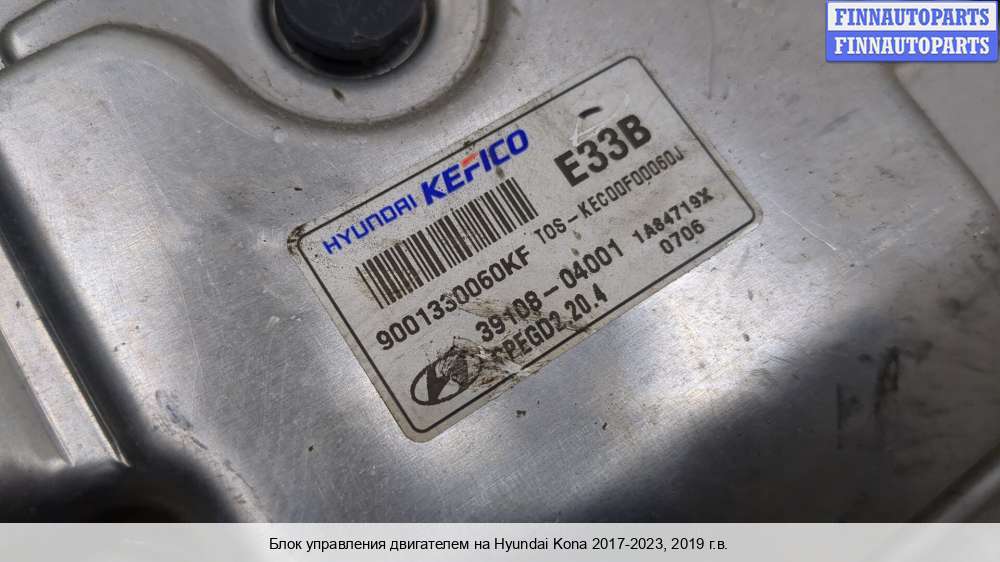 FINNAUTOPARTS
FINNAUTOPARTS
HYUNDAI KEFICO
E33B
9001330060KF
TOS-KEC00F00060J
39108-04001
1A84719X
0706
CPEGD2.20.4
Блок управления двигателем на Hyundai Kona 2017-2023, 2019 г.в.